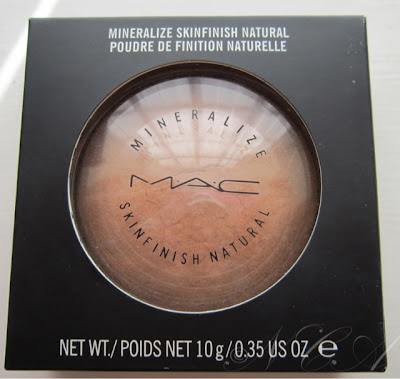 MINERALIZE SKINFINISH NATURAL
POUDRE DE FINITION NATURELLE
MINERALIZE
M·A·C
SKINFINISH NATURAL
NET WT./ POIDS NET 10 g/ 0.35 US OZ ℮